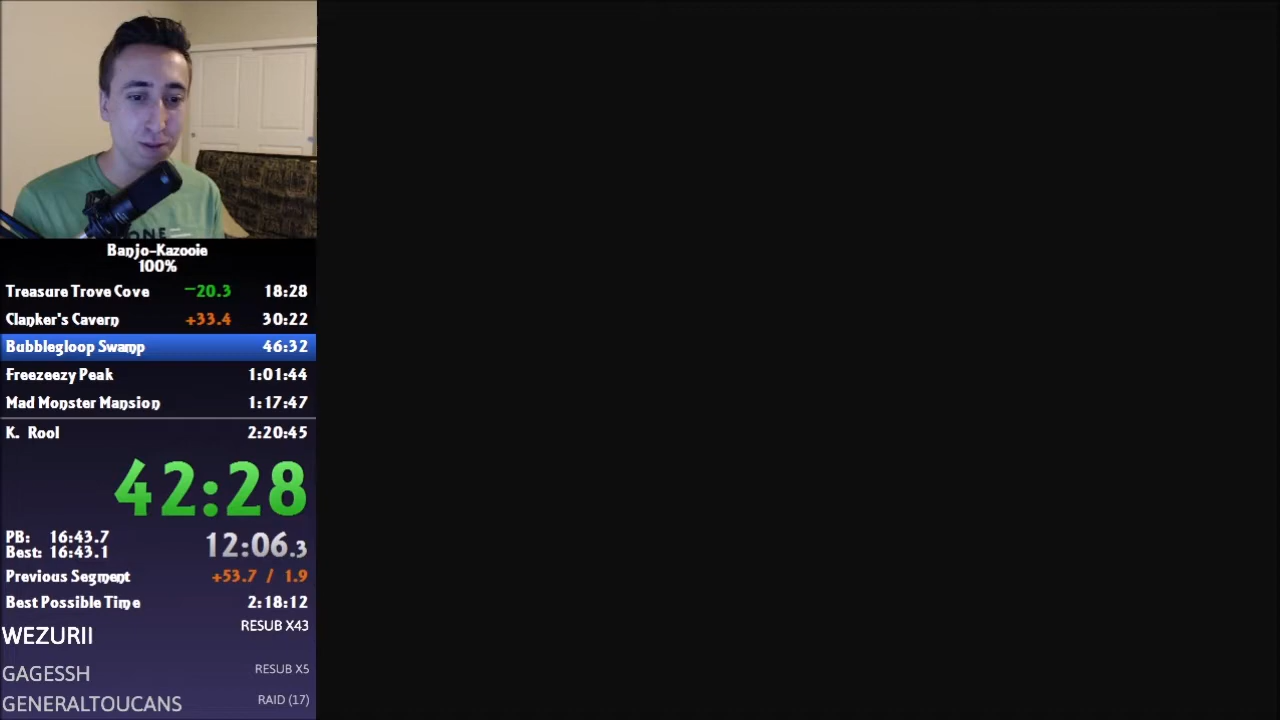 ONE
Banjo-Kazooie
100%
Treasure Trove Cove −20.3 18:28
Clanker's Cavern +33.4 30:22
Bubblegloop Swamp 46:32
Freezeezy Peak 1:01:44
Mad Monster Mansion 1:17:47
K. Rool 2:20:45
42:28
PB: 16:43.7
Best: 16:43.1
12:06.3
Previous Segment +53.7 / 1.9
Best Possible Time 2:18:12
WEZURII RESUB X43
GAGESSH RESUB X5
GENERALTOUCANS RAID (17)